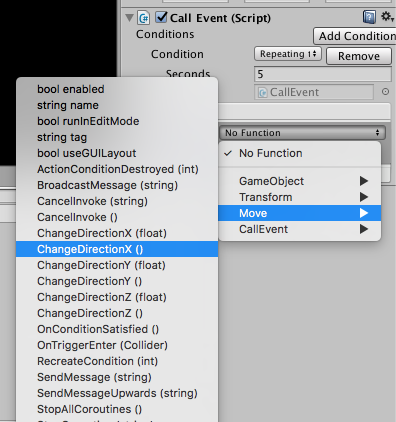 Call Event (Script)
Conditions
Add Condition
Condition
Repeating
Remove
Seconds
5
CallEvent
No Function
No Function
GameObject
Transform
Move
CallEvent
bool enabled
string name
bool runInEditMode
string tag
bool useGUILayout
ActionConditionDestroyed (int)
BroadcastMessage (string)
CancelInvoke (string)
CancelInvoke ()
ChangeDirectionX (float)
ChangeDirectionX ()
ChangeDirectionY (float)
ChangeDirectionY ()
ChangeDirectionZ (float)
ChangeDirectionZ ()
OnConditionSatisfied ()
OnTriggerEnter (Collider)
RecreateCondition (int)
SendMessage (string)
SendMessageUpwards (string)
StopAllCoroutines ()